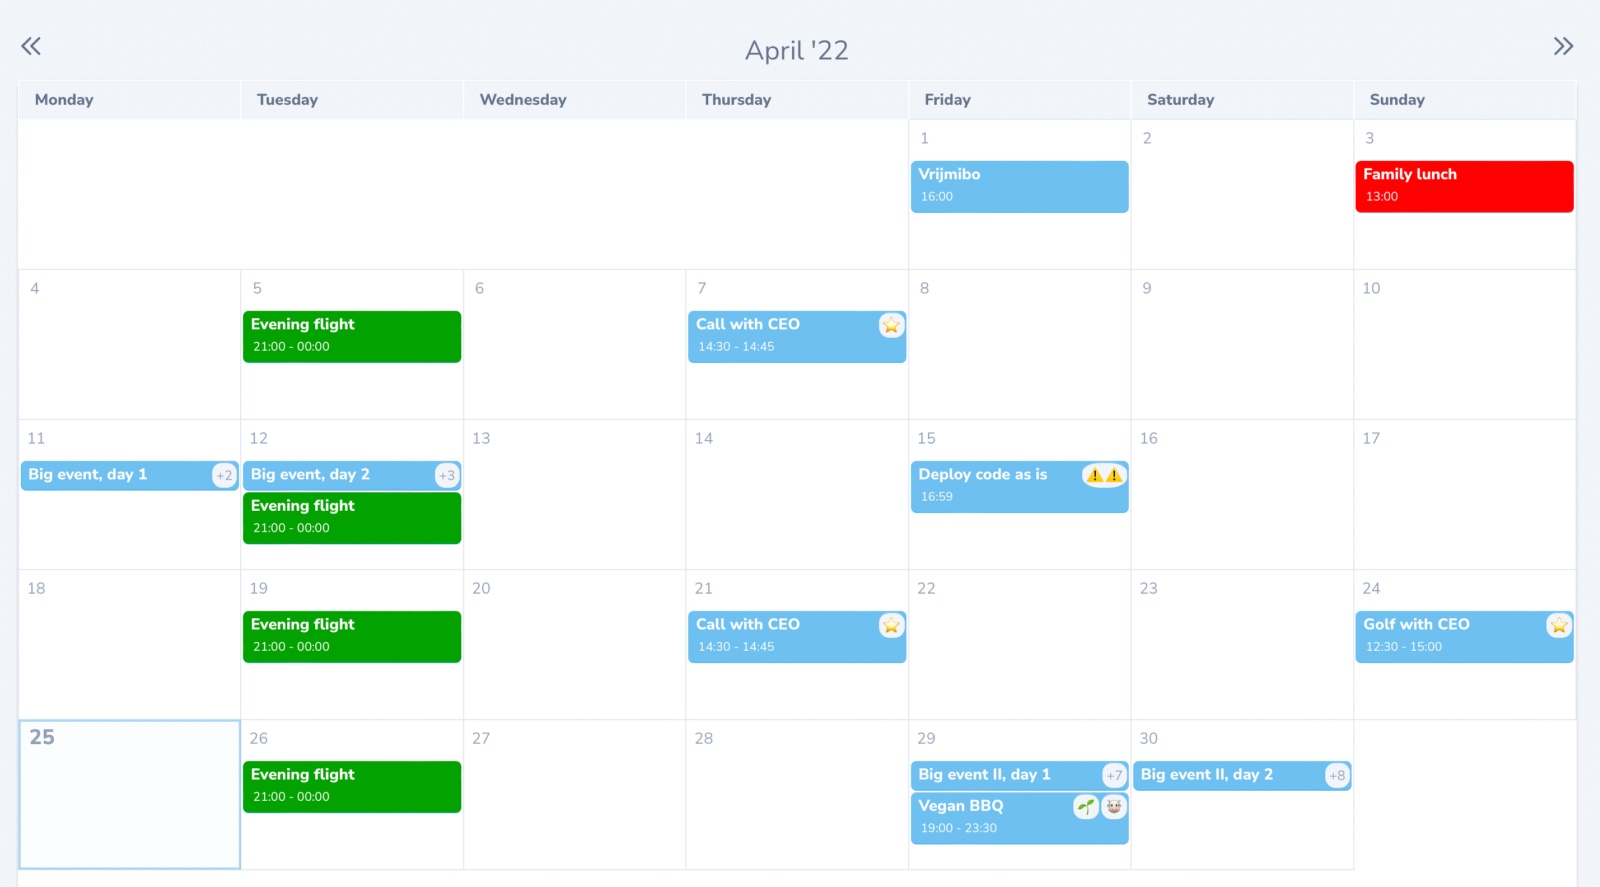 April '22
Monday Tuesday Wednesday Thursday Friday Saturday Sunday
1 2 3
Vrijmibo Family lunch
16:00 13:00
4 5 6 7 8 9 10
Evening flight Call with CEO ⭐
21:00 - 00:00 14:30 - 14:45
11 12 13 14 15 16 17
Big event, day 1 +2 Big event, day 2 +3 Deploy code as is ⚠️⚠️
16:59
Evening flight
21:00 - 00:00
18 19 20 21 22 23 24
Evening flight Call with CEO ⭐ Golf with CEO ⭐
21:00 - 00:00 14:30 - 14:45 12:30 - 15:00
25 26 27 28 29 30
Evening flight Big event II, day 1 +7 Big event II, day 2 +8
21:00 - 00:00
Vegan BBQ 🌱 🐮
19:00 - 23:30